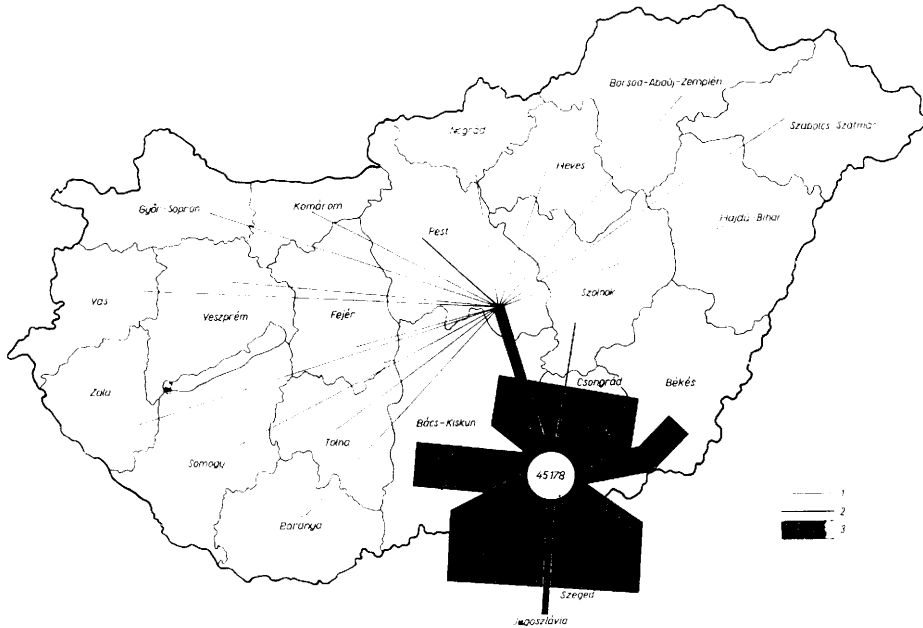 Borsod-Abaúj-Zemplén
Szabolcs-Szatmár
Nógrád
Heves
Győr-Sopron
Komárom
Pest
Hajdú-Bihar
Vas
Veszprém
Fejér
Szolnok
Zala
Csongrád
Békés
Bács-Kiskun
Tolna
Somogy
45178
Baranya
1
2
3
Szeged
Jugoszlávia